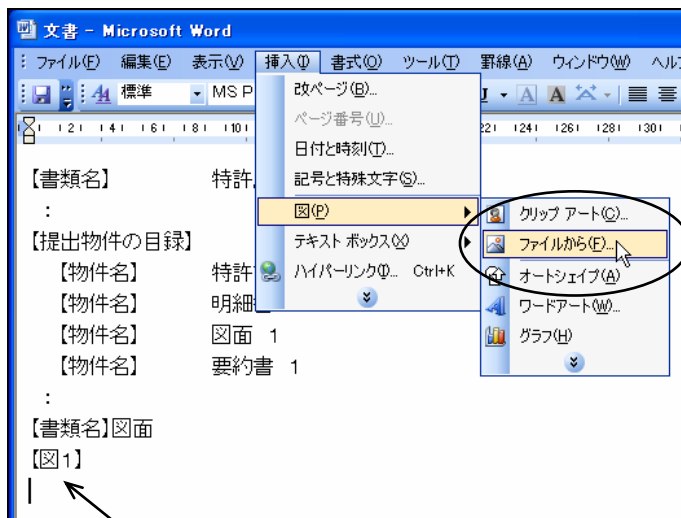 文書 - Microsoft Word
ファイル(F) 編集(E) 表示(V) 挿入(I) 書式(O) ツール(T) 罫線(A) ウィンドウ(W)
標準 MS P
改ページ(B)...
ページ番号(U)...
日付と時刻(T)...
記号と特殊文字(S)...
図(P)
テキスト ボックス(X)
ハイパーリンク(I)... Ctrl+K
クリップ アート(C)...
ファイルから(F)...
オートシェイプ(A)
ワードアート(W)...
グラフ(H)
【書類名】 特許
:
【提出物件の目録】
【物件名】 特許
【物件名】 明細
【物件名】 図面 1
【物件名】 要約書 1
:
【書類名】図面
【図1】